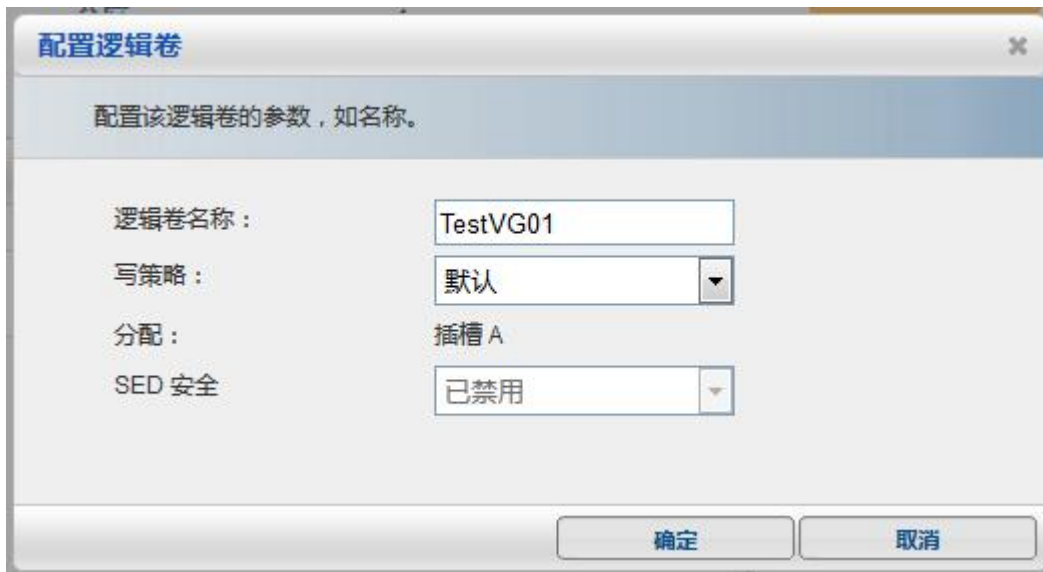 配置逻辑卷
配置该逻辑卷的参数，如名称。
逻辑卷名称： TestVG01
写策略： 默认
分配： 插槽 A
SED 安全 已禁用
确定 取消